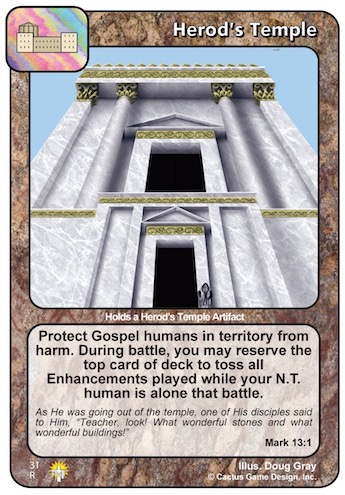 Herod's Temple
Holds a Herod's Temple Artifact
Protect Gospel humans in territory from
harm. During battle, you may reserve the
top card of deck to toss all
Enhancements played while your N.T.
human is alone that battle.
As He was going out of the temple, one of His disciples said
to Him, "Teacher, look! What wonderful stones and what
wonderful buildings!"
Mark 13:1
31
R
Illus. Doug Gray
© Cactus Game Design, Inc.